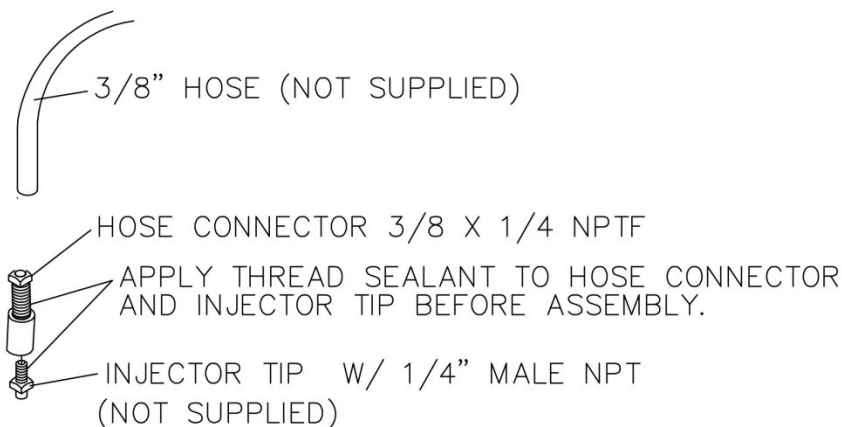 3/8” HOSE (NOT SUPPLIED)
HOSE CONNECTOR 3/8 X 1/4 NPTF
APPLY THREAD SEALANT TO HOSE CONNECTOR
AND INJECTOR TIP BEFORE ASSEMBLY.
INJECTOR TIP W/ 1/4” MALE NPT
(NOT SUPPLIED)